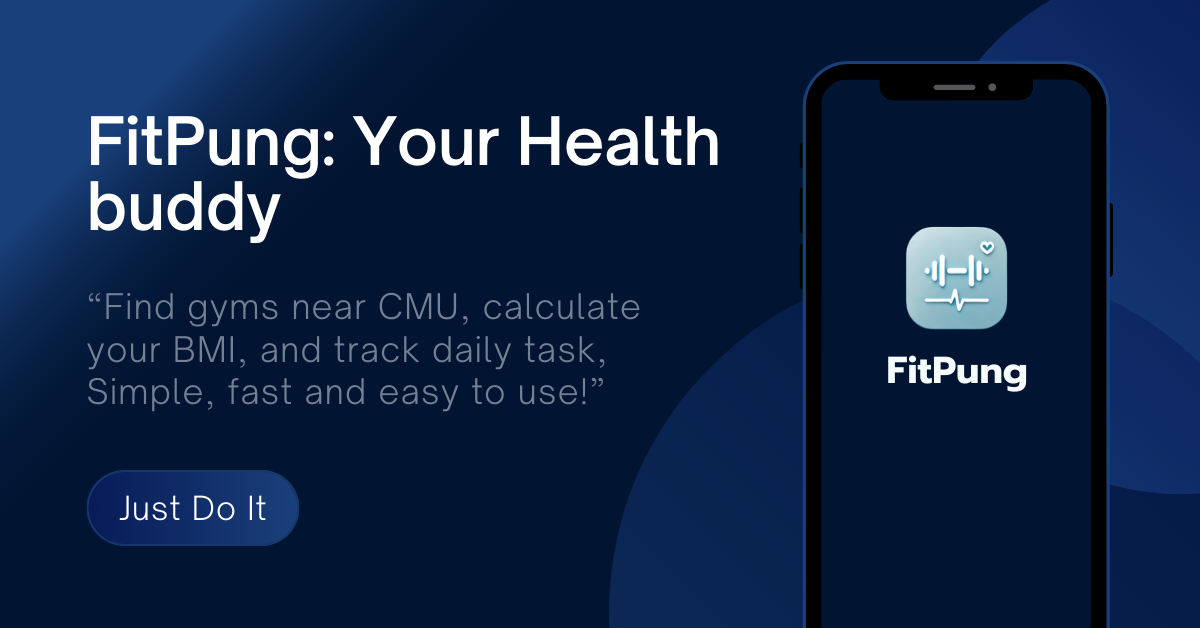 FitPung: Your Health
buddy
“Find gyms near CMU, calculate
your BMI, and track daily task,
Simple, fast and easy to use!”
Just Do It
FitPung